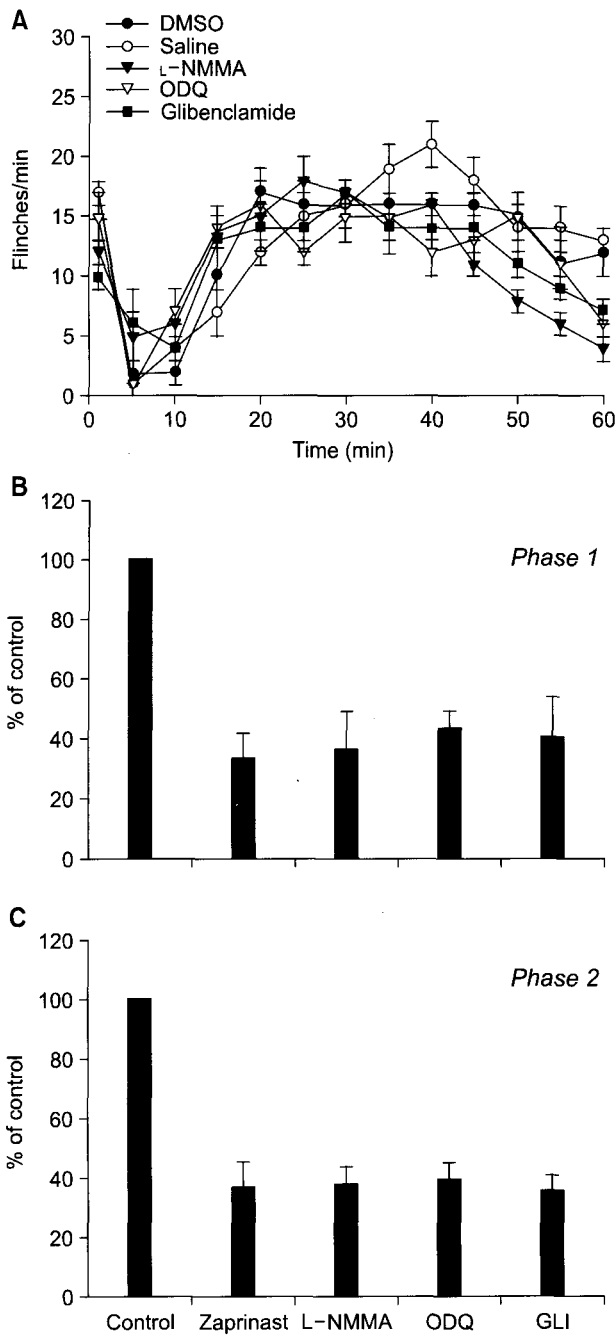 A
DMSO
Saline
L-NMMA
ODQ
Glibenclamide
Flinches/min
30
25
20
15
10
5
0
0 10 20 30 40 50 60
Time (min)
B
Phase 1
% of control
120
100
80
60
40
20
0
C
Phase 2
% of control
120
100
80
60
40
20
0
Control Zaprinast L-NMMA ODQ GLI